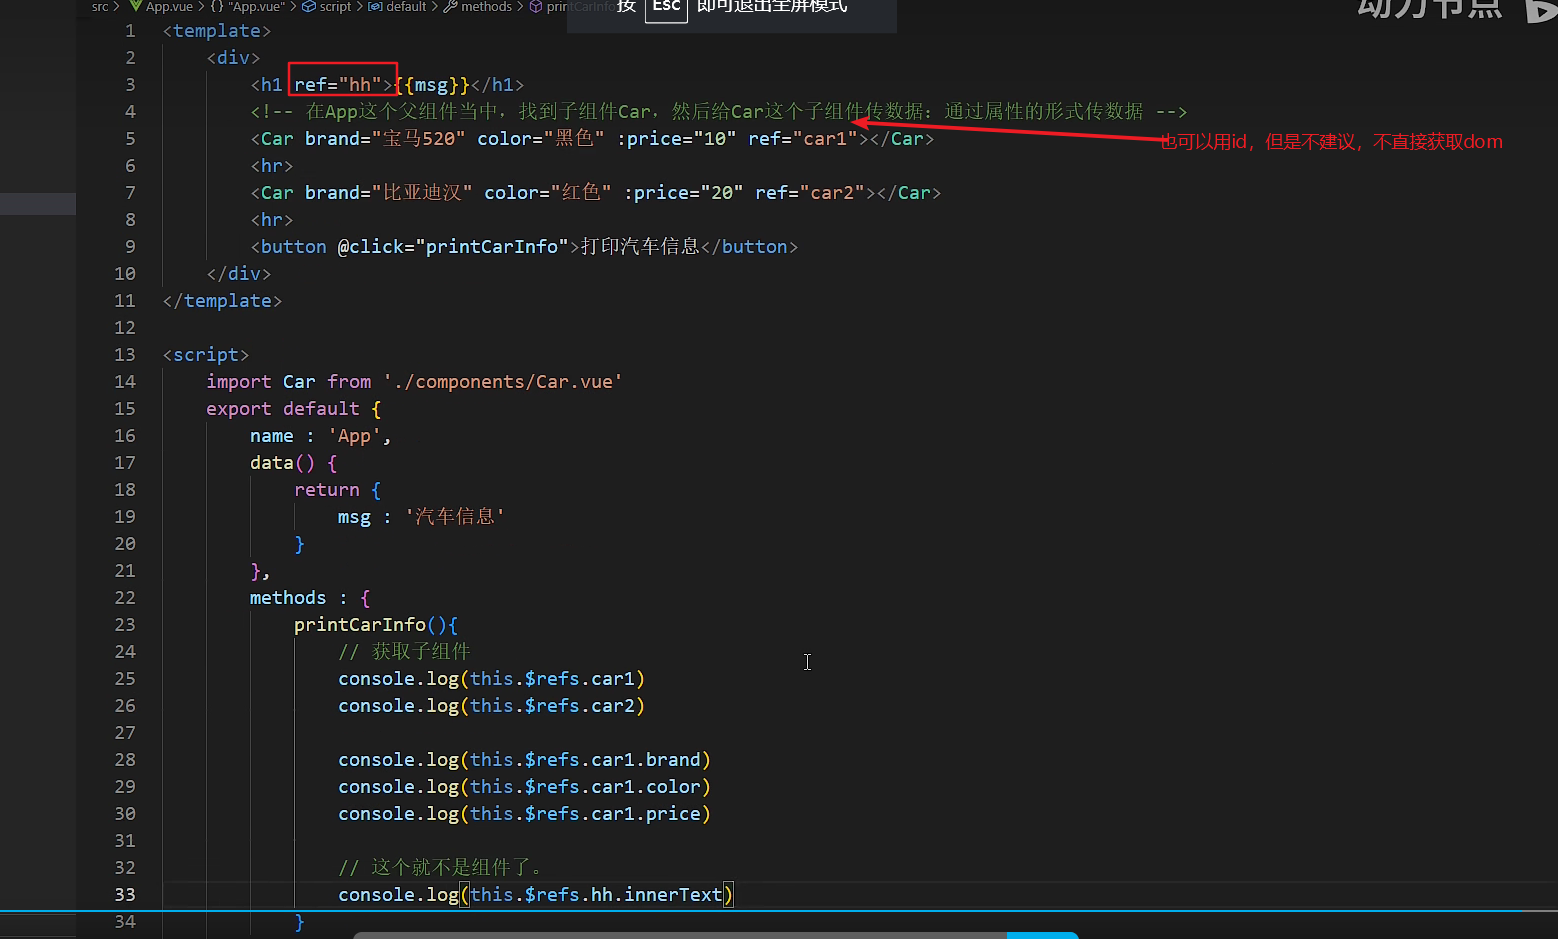 src > App.vue > {} "App.vue" > script > default > methods > printCarInfo
按 Esc 即可退出全屏模式
动力节点
1 <template>
2 <div>
3 <h1 ref="hh">{{msg}}</h1>
4 <!-- 在App这个父组件当中，找到子组件Car，然后给Car这个子组件传数据：通过属性的形式传数据 -->
5 <Car brand="宝马520" color="黑色" :price="10" ref="car1"></Car>
也可以用id，但是不建议，不直接获取dom
6 <hr>
7 <Car brand="比亚迪汉" color="红色" :price="20" ref="car2"></Car>
8 <hr>
9 <button @click="printCarInfo">打印汽车信息</button>
10 </div>
11 </template>
12
13 <script>
14 import Car from './components/Car.vue'
15 export default {
16 name : 'App',
17 data() {
18 return {
19 msg : '汽车信息'
20 }
21 },
22 methods : {
23 printCarInfo(){
24 // 获取子组件
25 console.log(this.$refs.car1)
26 console.log(this.$refs.car2)
27
28 console.log(this.$refs.car1.brand)
29 console.log(this.$refs.car1.color)
30 console.log(this.$refs.car1.price)
31
32 // 这个就不是组件了。
33 console.log(this.$refs.hh.innerText)
34 }